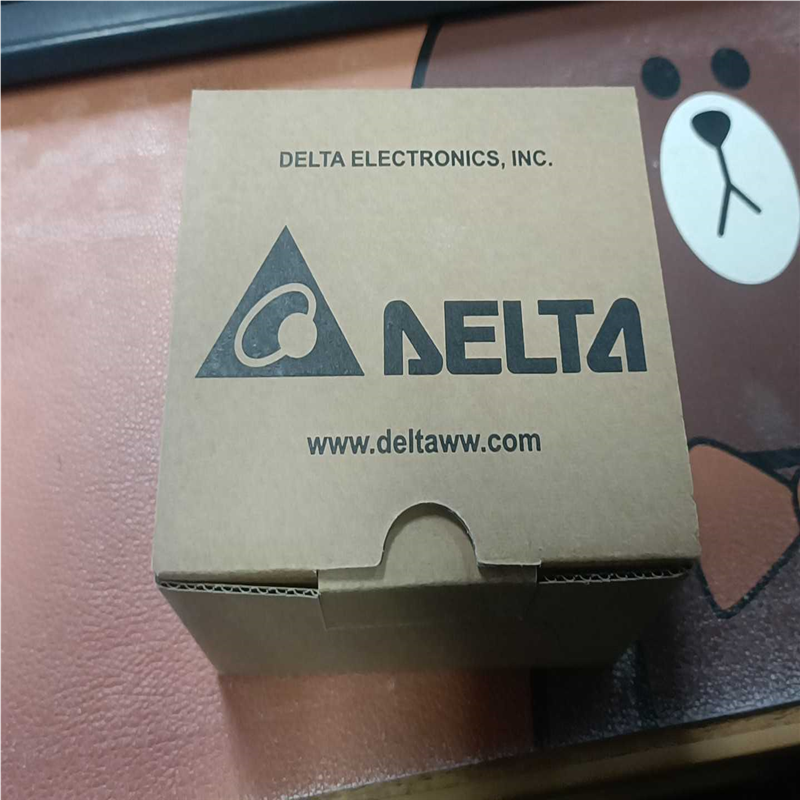 DELTA ELECTRONICS, INC.
DELTA
www.deltaww.com